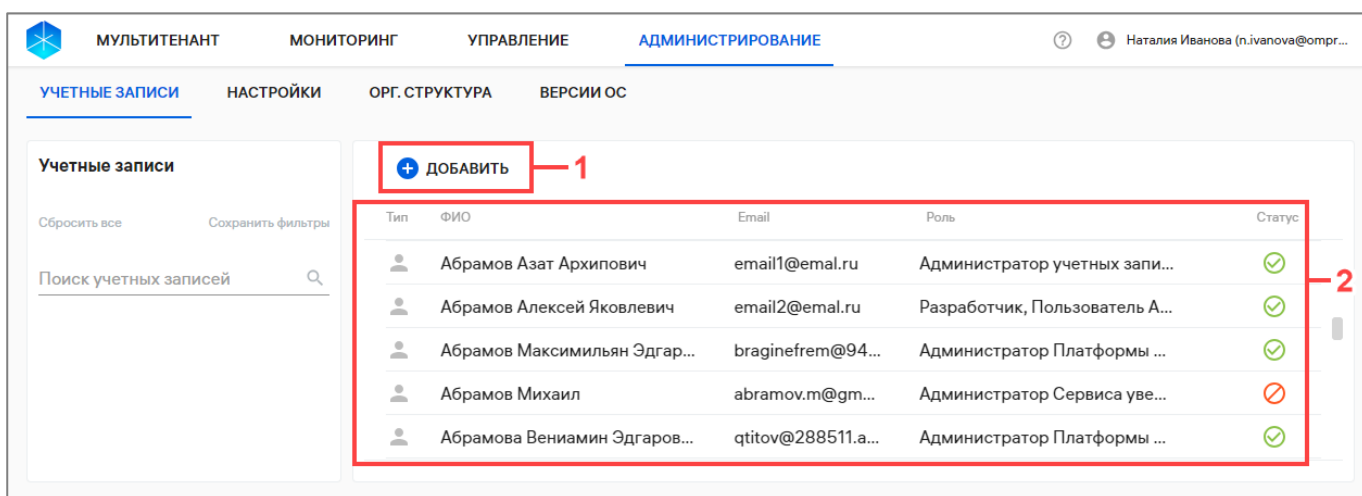 МУЛЬТИТЕНАНТ МОНИТОРИНГ УПРАВЛЕНИЕ АДМИНИСТРИРОВАНИЕ ? Наталия Иванова (n.ivanova@ompr...
УЧЕТНЫЕ ЗАПИСИ НАСТРОЙКИ ОРГ. СТРУКТУРА ВЕРСИИ ОС
Учетные записи
Сбросить все Сохранить фильтры
Поиск учетных записей
ДОБАВИТЬ 1
Тип ФИО Email Роль Статус
Абрамов Азат Архипович email1@emal.ru Администратор учетных запи...
Абрамов Алексей Яковлевич email2@emal.ru Разработчик, Пользователь А...
Абрамов Максимильян Эдгар... braginefrem@94... Администратор Платформы ...
Абрамов Михаил abramov.m@gm... Администратор Сервиса уве...
Абрамова Вениамин Эдгаров... qtitov@288511.a... Администратор Платформы ...
2